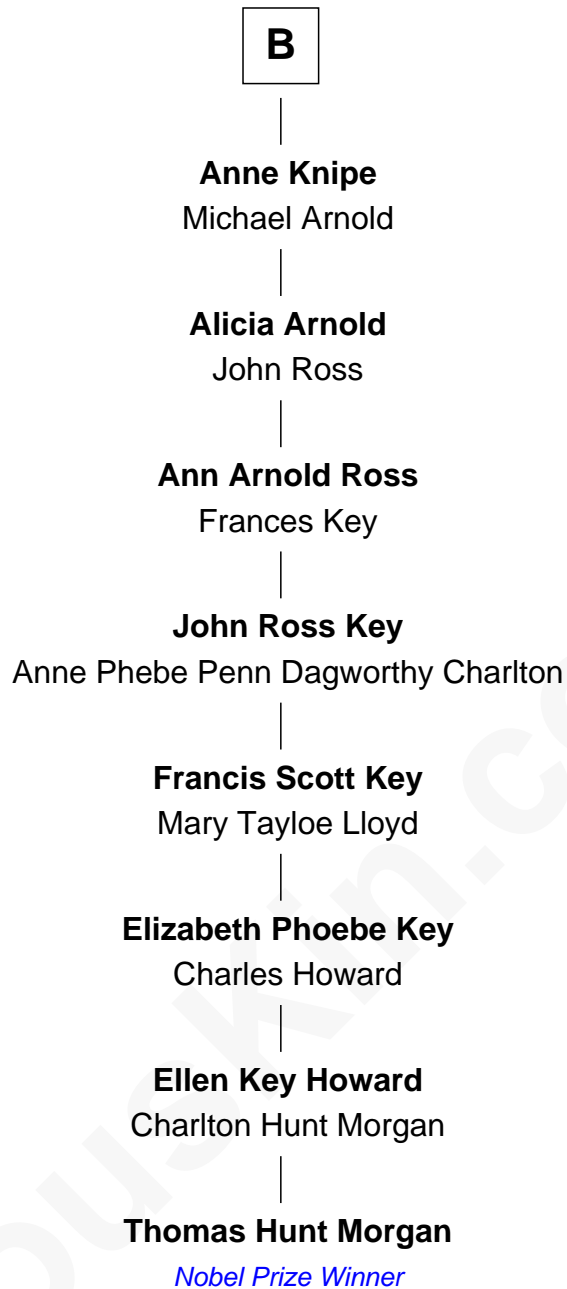 B
Anne Knipe
Michael Arnold
Alicia Arnold
John Ross
Ann Arnold Ross
Frances Key
John Ross Key
Anne Phebe Penn Dagworthy Charlton
Francis Scott Key
Mary Tayloe Lloyd
Elizabeth Phoebe Key
Charles Howard
Ellen Key Howard
Charlton Hunt Morgan
Thomas Hunt Morgan
Nobel Prize Winner